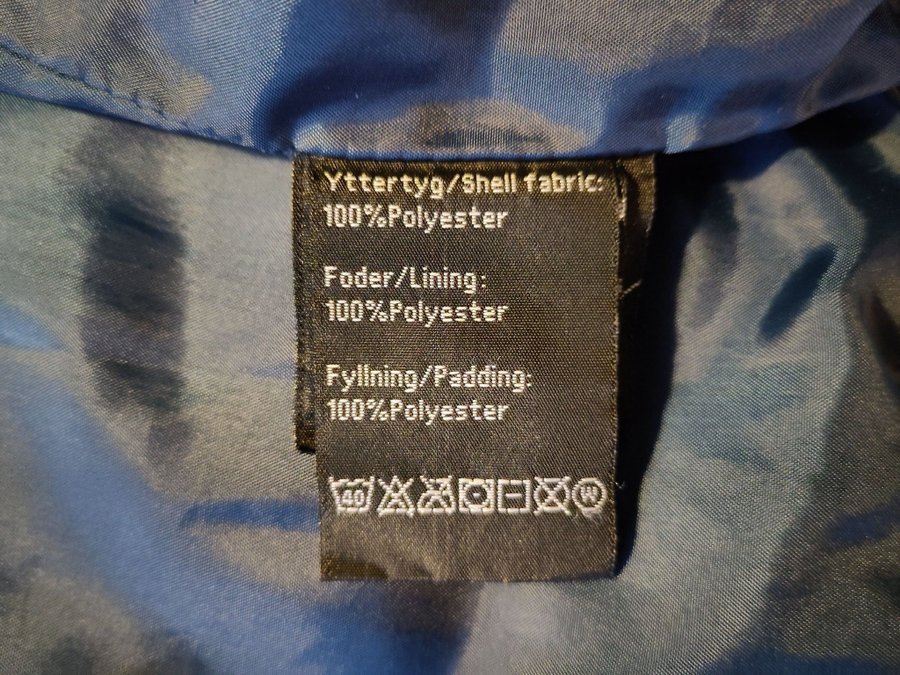 Yttertyg/Shell fabric:
100%Polyester
Foder/Lining:
100%Polyester
Fyllning/Padding:
100%Polyester
40 W